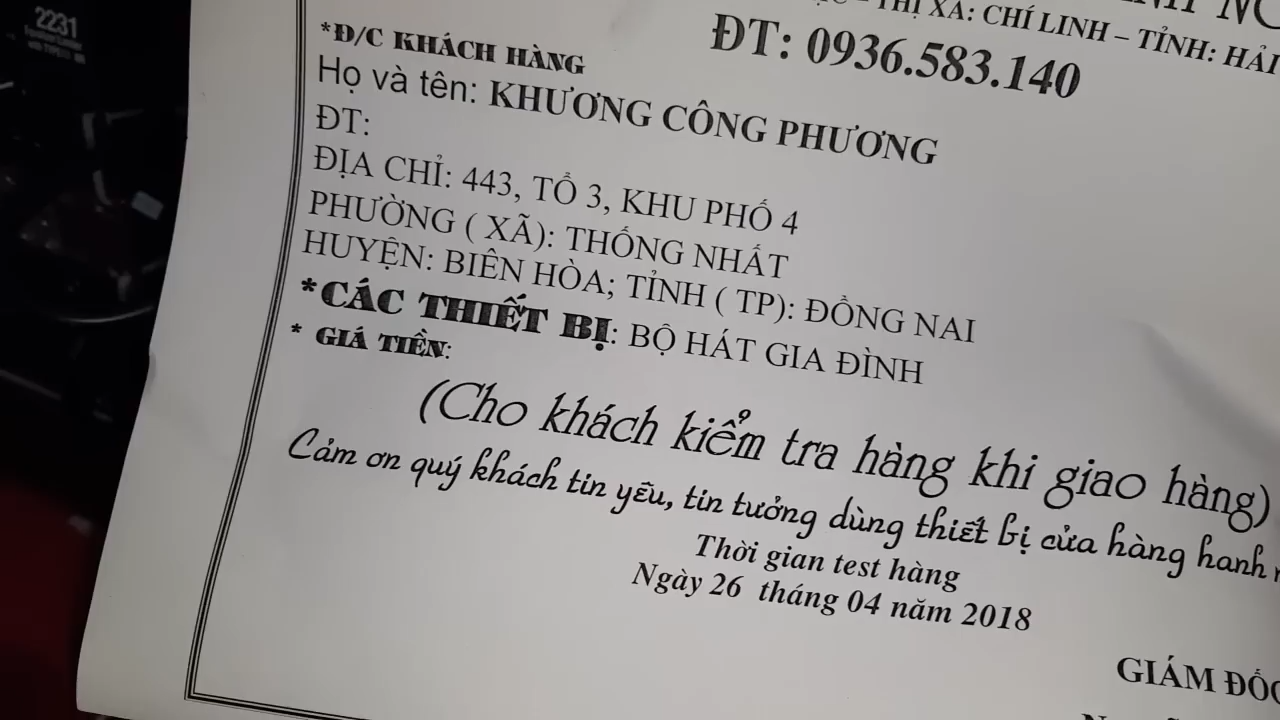 2231
THỊ XÃ: CHÍ LINH – TỈNH: HẢI
ĐT: 0936.583.140
*Đ/C KHÁCH HÀNG
Họ và tên: KHƯƠNG CÔNG PHƯƠNG
ĐT:
ĐỊA CHỈ: 443, TỔ 3, KHU PHỐ 4
PHƯỜNG ( XÃ): THỐNG NHẤT
HUYỆN: BIÊN HÒA; TỈNH ( TP): ĐỒNG NAI
*CÁC THIẾT BỊ: BỘ HÁT GIA ĐÌNH
* GIÁ TIỀN:
(Cho khách kiểm tra hàng khi giao hàng)
Cảm ơn quý khách tin yêu, tin tưởng dùng thiết bị cửa hàng hanh
Thời gian test hàng
Ngày 26 tháng 04 năm 2018
GIÁM ĐỐC